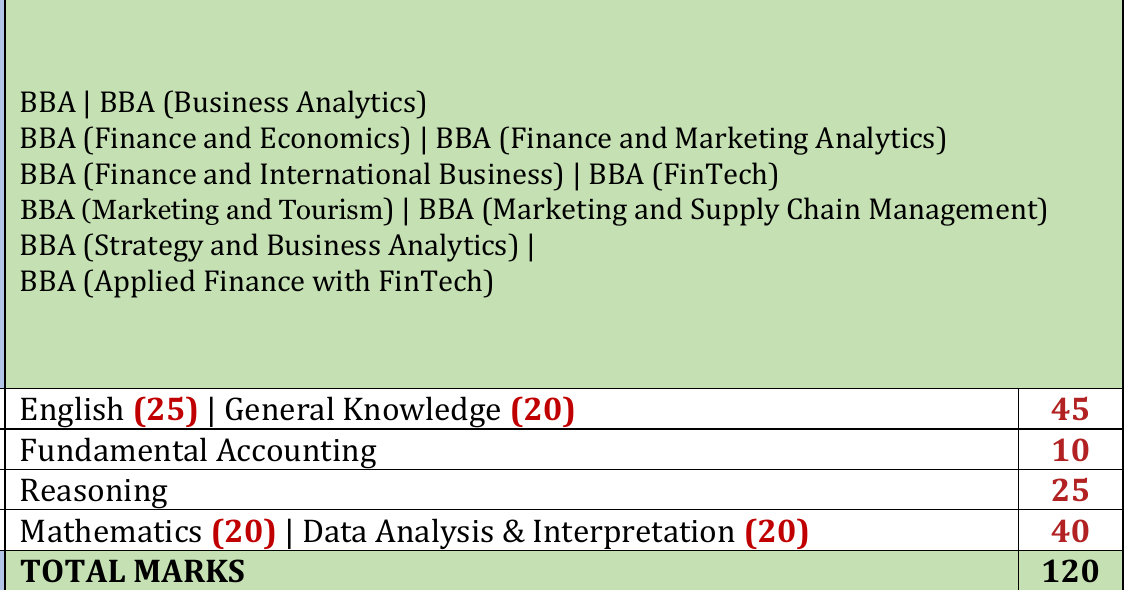 BBA | BBA (Business Analytics)
BBA (Finance and Economics) | BBA (Finance and Marketing Analytics)
BBA (Finance and International Business) | BBA (FinTech)
BBA (Marketing and Tourism) | BBA (Marketing and Supply Chain Management)
BBA (Strategy and Business Analytics) |
BBA (Applied Finance with FinTech)
English (25) | General Knowledge (20) 45
Fundamental Accounting 10
Reasoning 25
Mathematics (20) | Data Analysis & Interpretation (20) 40
TOTAL MARKS 120